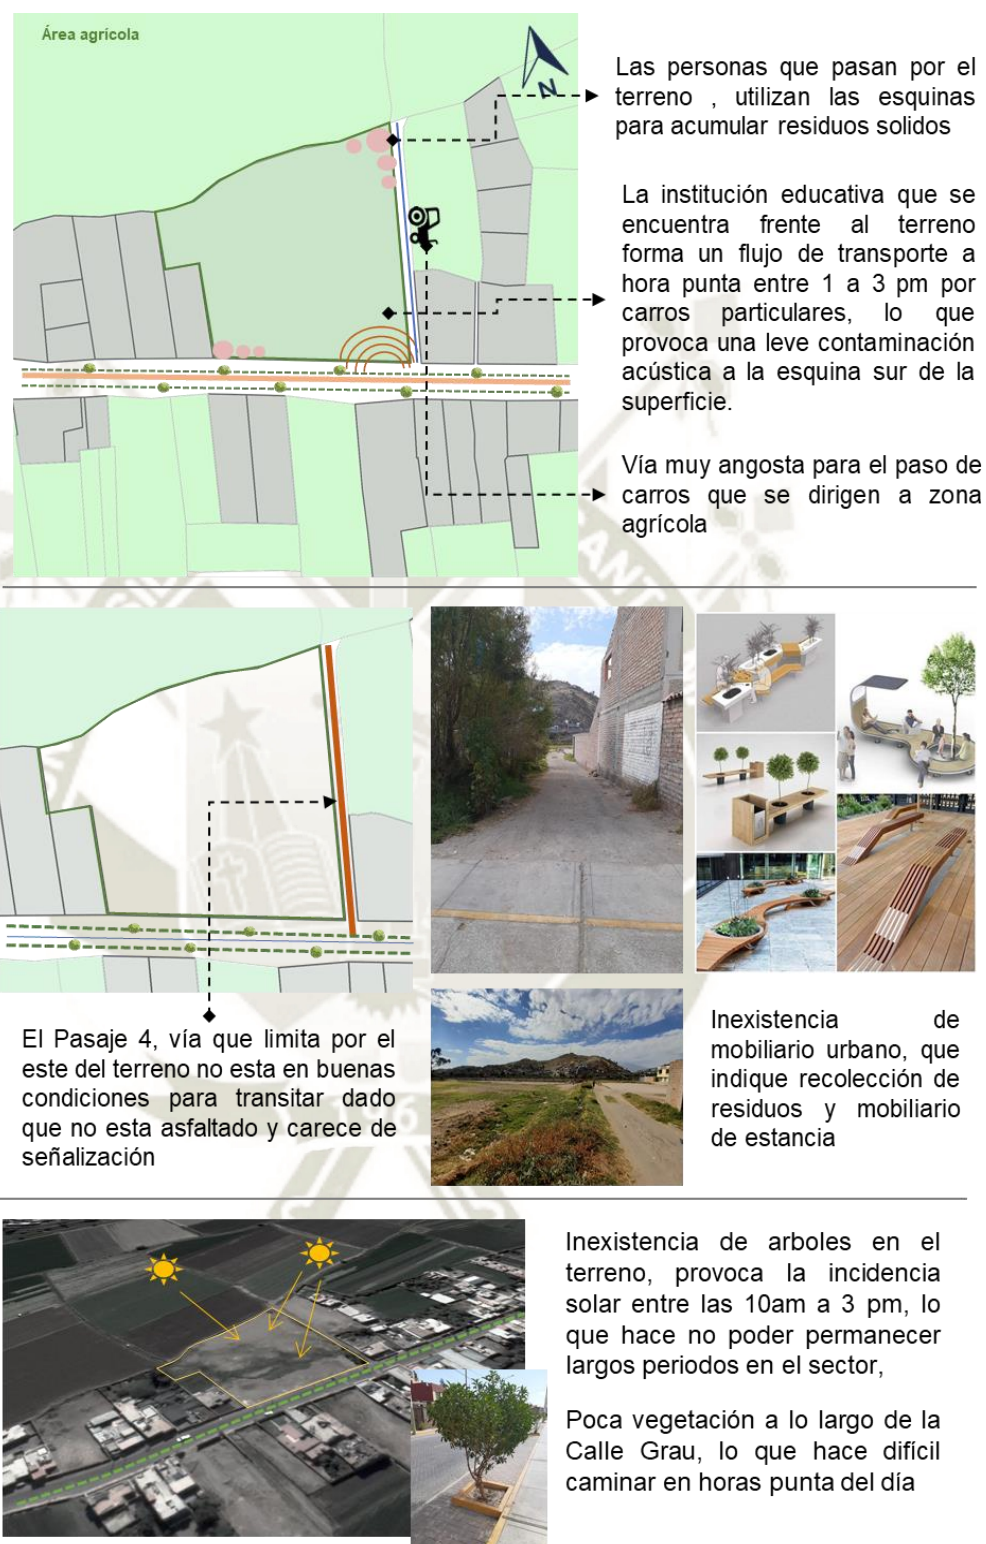 Área agrícola
N
Las personas que pasan por el
terreno , utilizan las esquinas
para acumular residuos solidos
La institución educativa que se
encuentra frente al terreno
forma un flujo de transporte a
hora punta entre 1 a 3 pm por
carros particulares, lo que
provoca una leve contaminación
acústica a la esquina sur de la
superficie.
Vía muy angosta para el paso de
carros que se dirigen a zona
agrícola
El Pasaje 4, vía que limita por el
este del terreno no esta en buenas
condiciones para transitar dado
que no esta asfaltado y carece de
señalización
Inexistencia de
mobiliario urbano, que
indique recolección de
residuos y mobiliario
de estancia
Inexistencia de arboles en el
terreno, provoca la incidencia
solar entre las 10am a 3 pm, lo
que hace no poder permanecer
largos periodos en el sector,
Poca vegetación a lo largo de la
Calle Grau, lo que hace difícil
caminar en horas punta del día